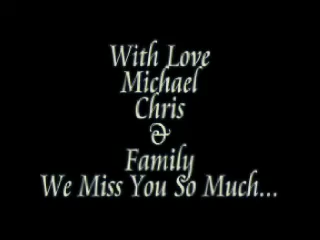 With Love
Michael
Chris
&
Family
We Miss You So Much...